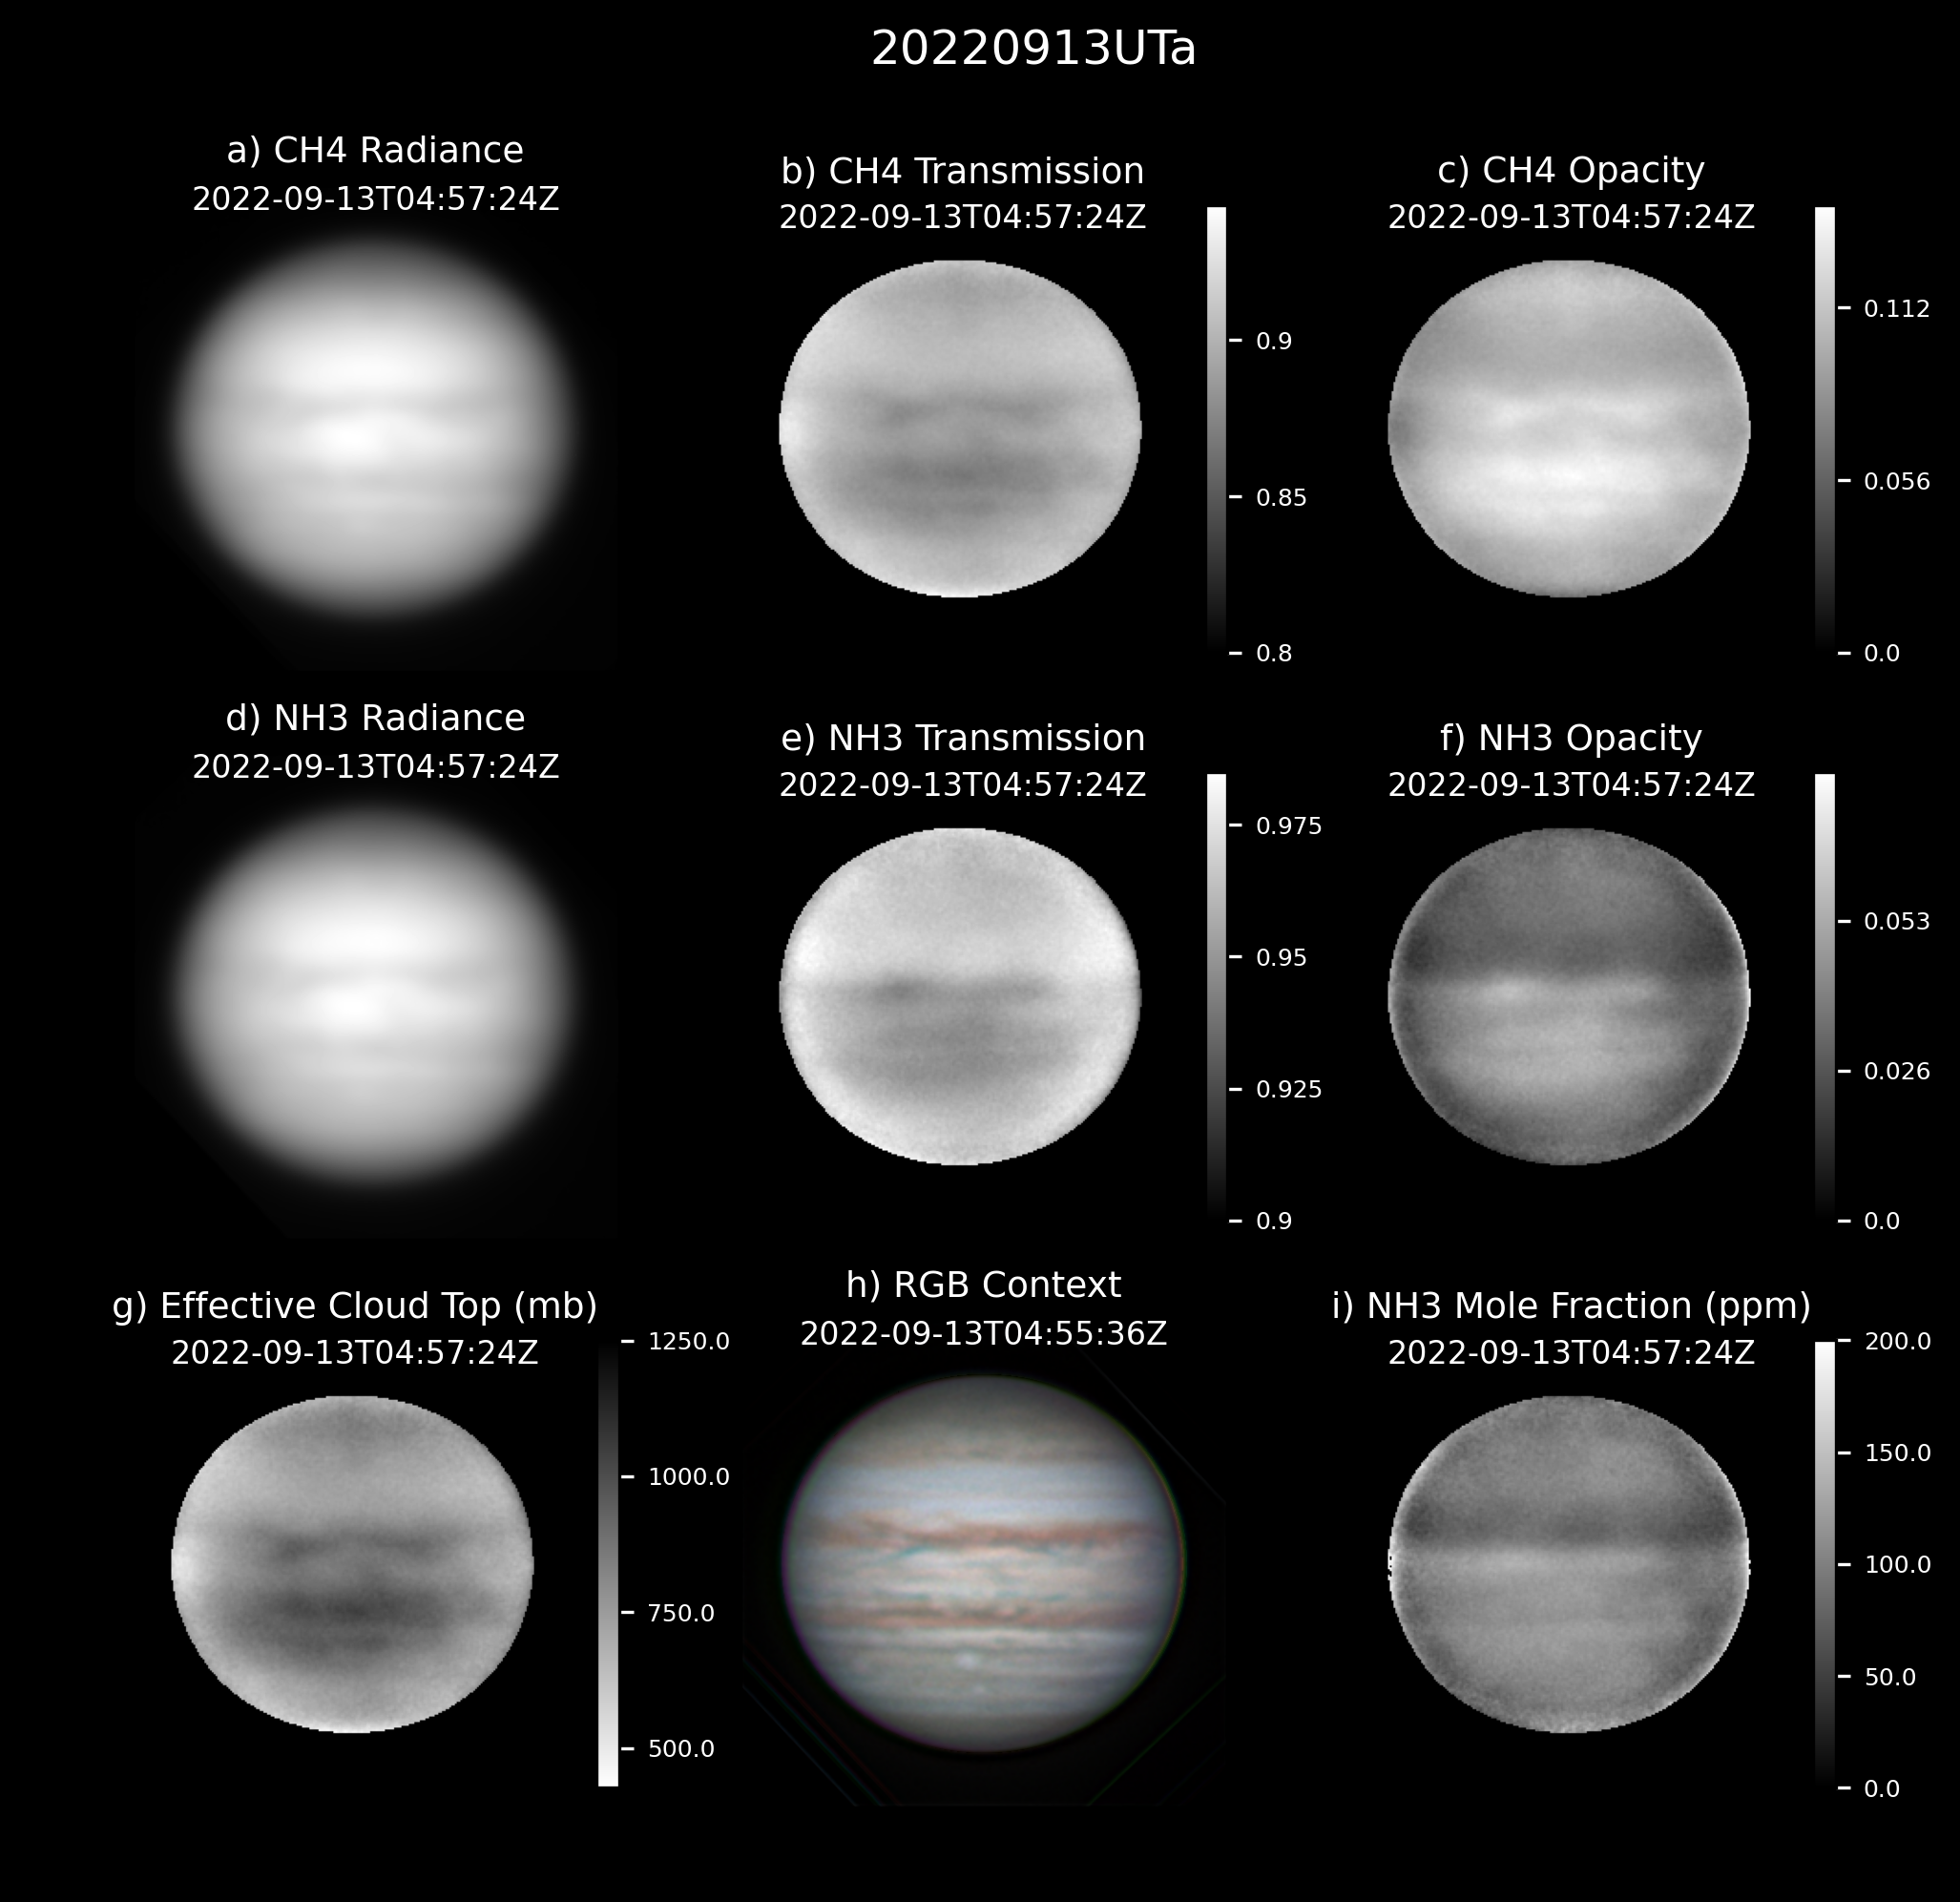 20220913UTa
a) CH4 Radiance
2022-09-13T04:57:24Z
b) CH4 Transmission
2022-09-13T04:57:24Z
0.9
0.85
0.8
c) CH4 Opacity
2022-09-13T04:57:24Z
0.112
0.056
0.0
d) NH3 Radiance
2022-09-13T04:57:24Z
e) NH3 Transmission
2022-09-13T04:57:24Z
0.975
0.95
0.925
0.9
f) NH3 Opacity
2022-09-13T04:57:24Z
0.053
0.026
0.0
g) Effective Cloud Top (mb)
2022-09-13T04:57:24Z
1250.0
1000.0
750.0
500.0
h) RGB Context
2022-09-13T04:55:36Z
i) NH3 Mole Fraction (ppm)
2022-09-13T04:57:24Z
200.0
150.0
100.0
50.0
0.0